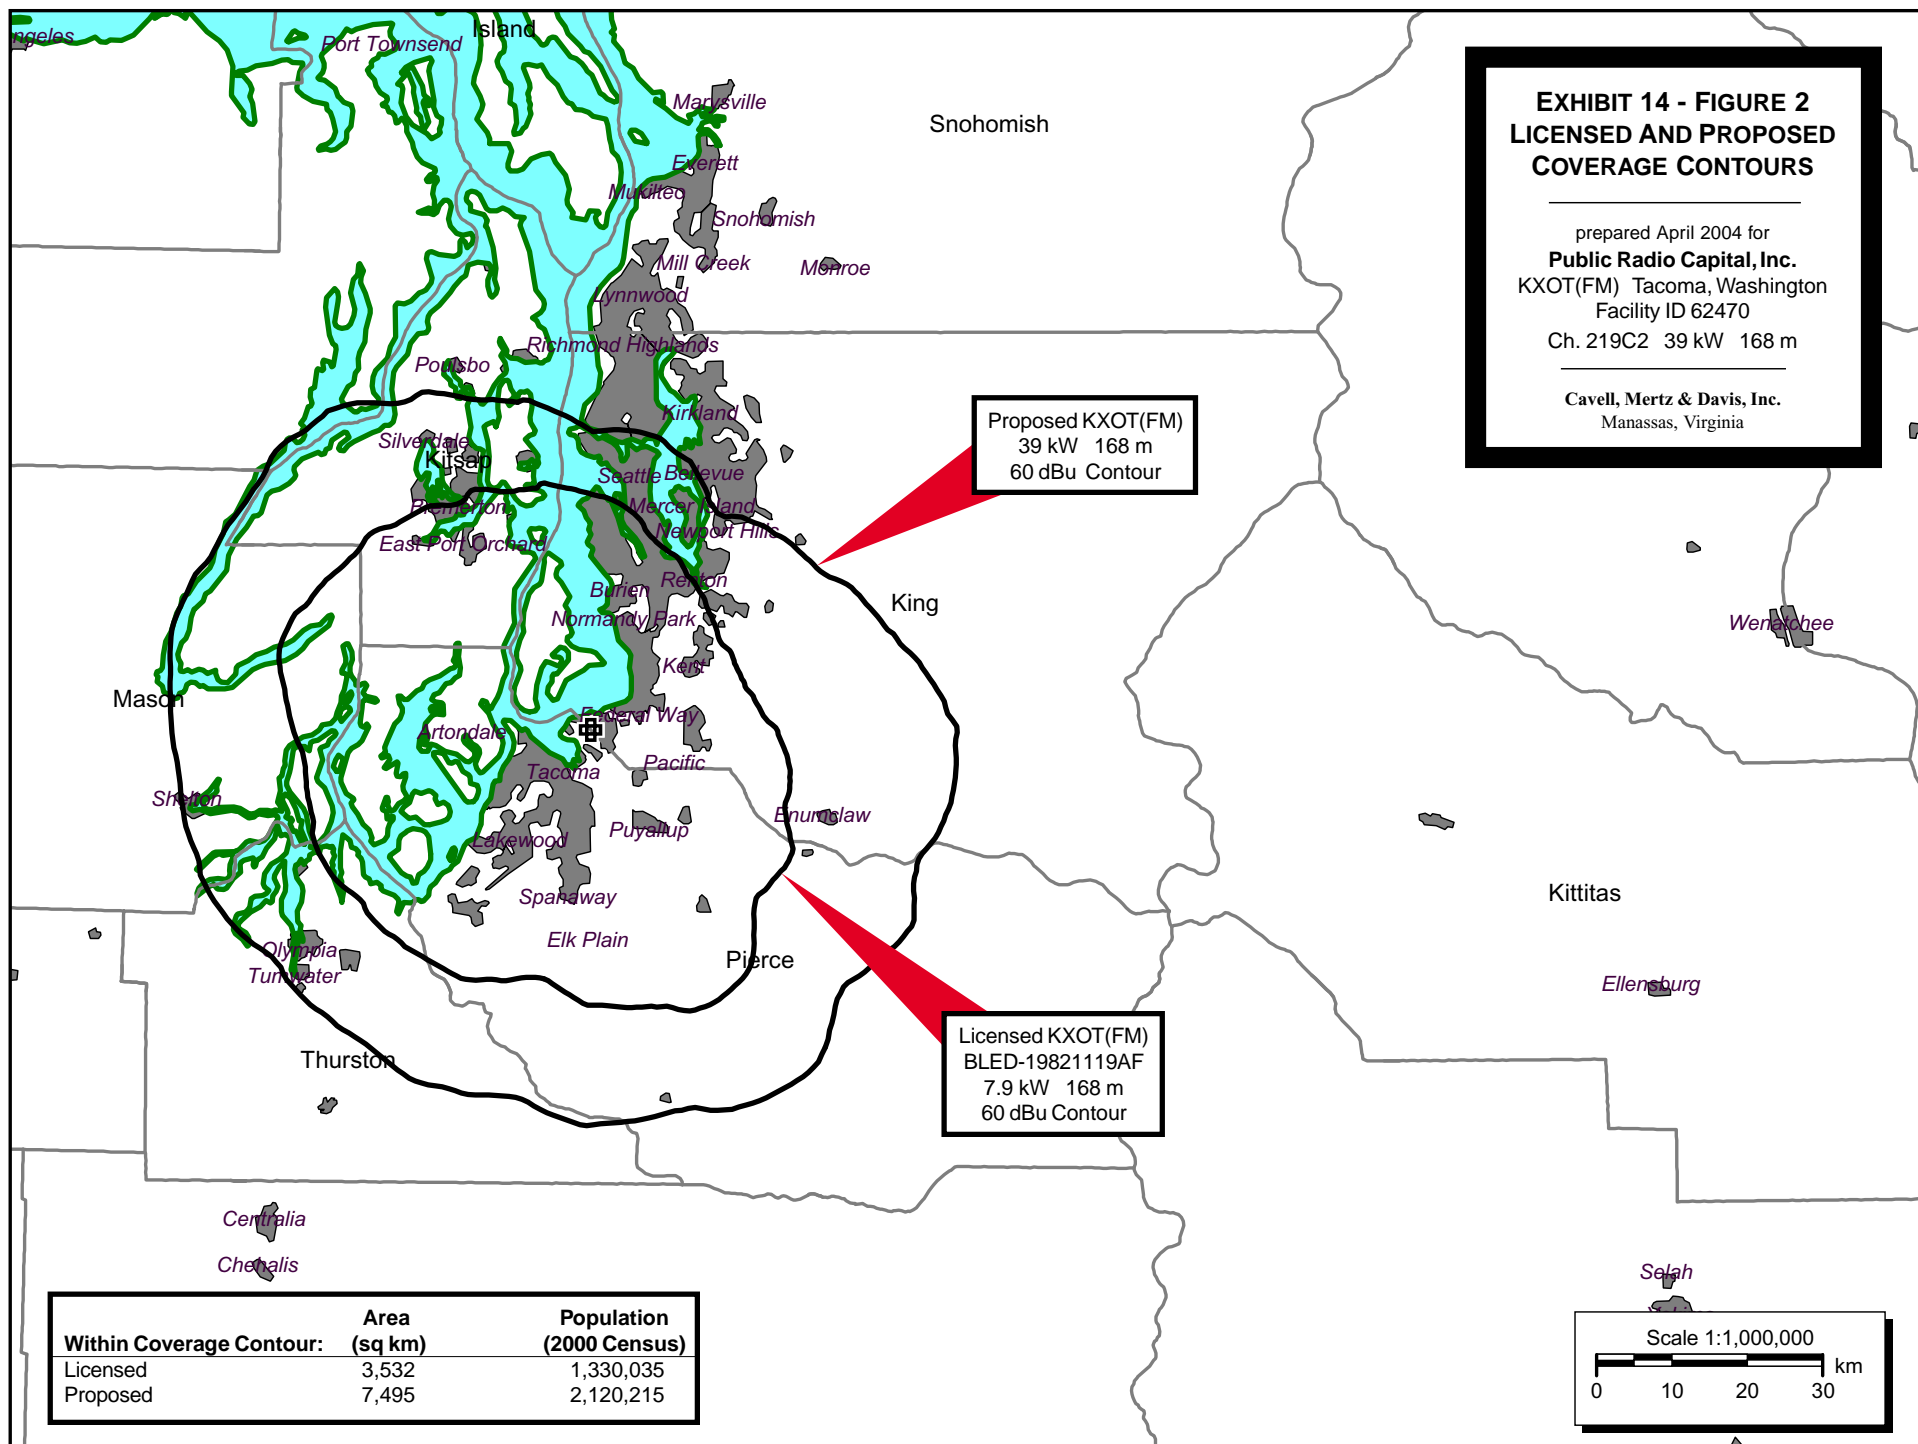 ngeles
Port Townsend
Island
Marysville
Snohomish
Everett
Mukilteo
Snohomish
Mill Creek
Monroe
Lynnwood
Richmond Highlands
Poulsbo
Kirkland
Silverdale
Kitsap
Seattle
Bellevue
Bremerton
Mercer Island
Newport Hills
East Port Orchard
Burien
Renton
Normandy Park
King
Wenatchee
Kent
Mason
Federal Way
Artondale
Pacific
Tacoma
Shelton
Enumclaw
Lakewood
Puyallup
Spanaway
Kittitas
Elk Plain
Olympia
Pierce
Tumwater
Ellensburg
Thurston
Centralia
Chehalis
Selah
EXHIBIT 14 - FIGURE 2
LICENSED AND PROPOSED
COVERAGE CONTOURS
prepared April 2004 for
Public Radio Capital, Inc.
KXOT(FM) Tacoma, Washington
Facility ID 62470
Ch. 219C2 39 kW 168 m
Cavell, Mertz & Davis, Inc.
Manassas, Virginia
Proposed KXOT(FM)
39 kW 168 m
60 dBu Contour
Licensed KXOT(FM)
BLED-19821119AF
7.9 kW 168 m
60 dBu Contour
Area Population
Within Coverage Contour: (sq km) (2000 Census)
Licensed 3,532 1,330,035
Proposed 7,495 2,120,215
Scale 1:1,000,000
km
0 10 20 30